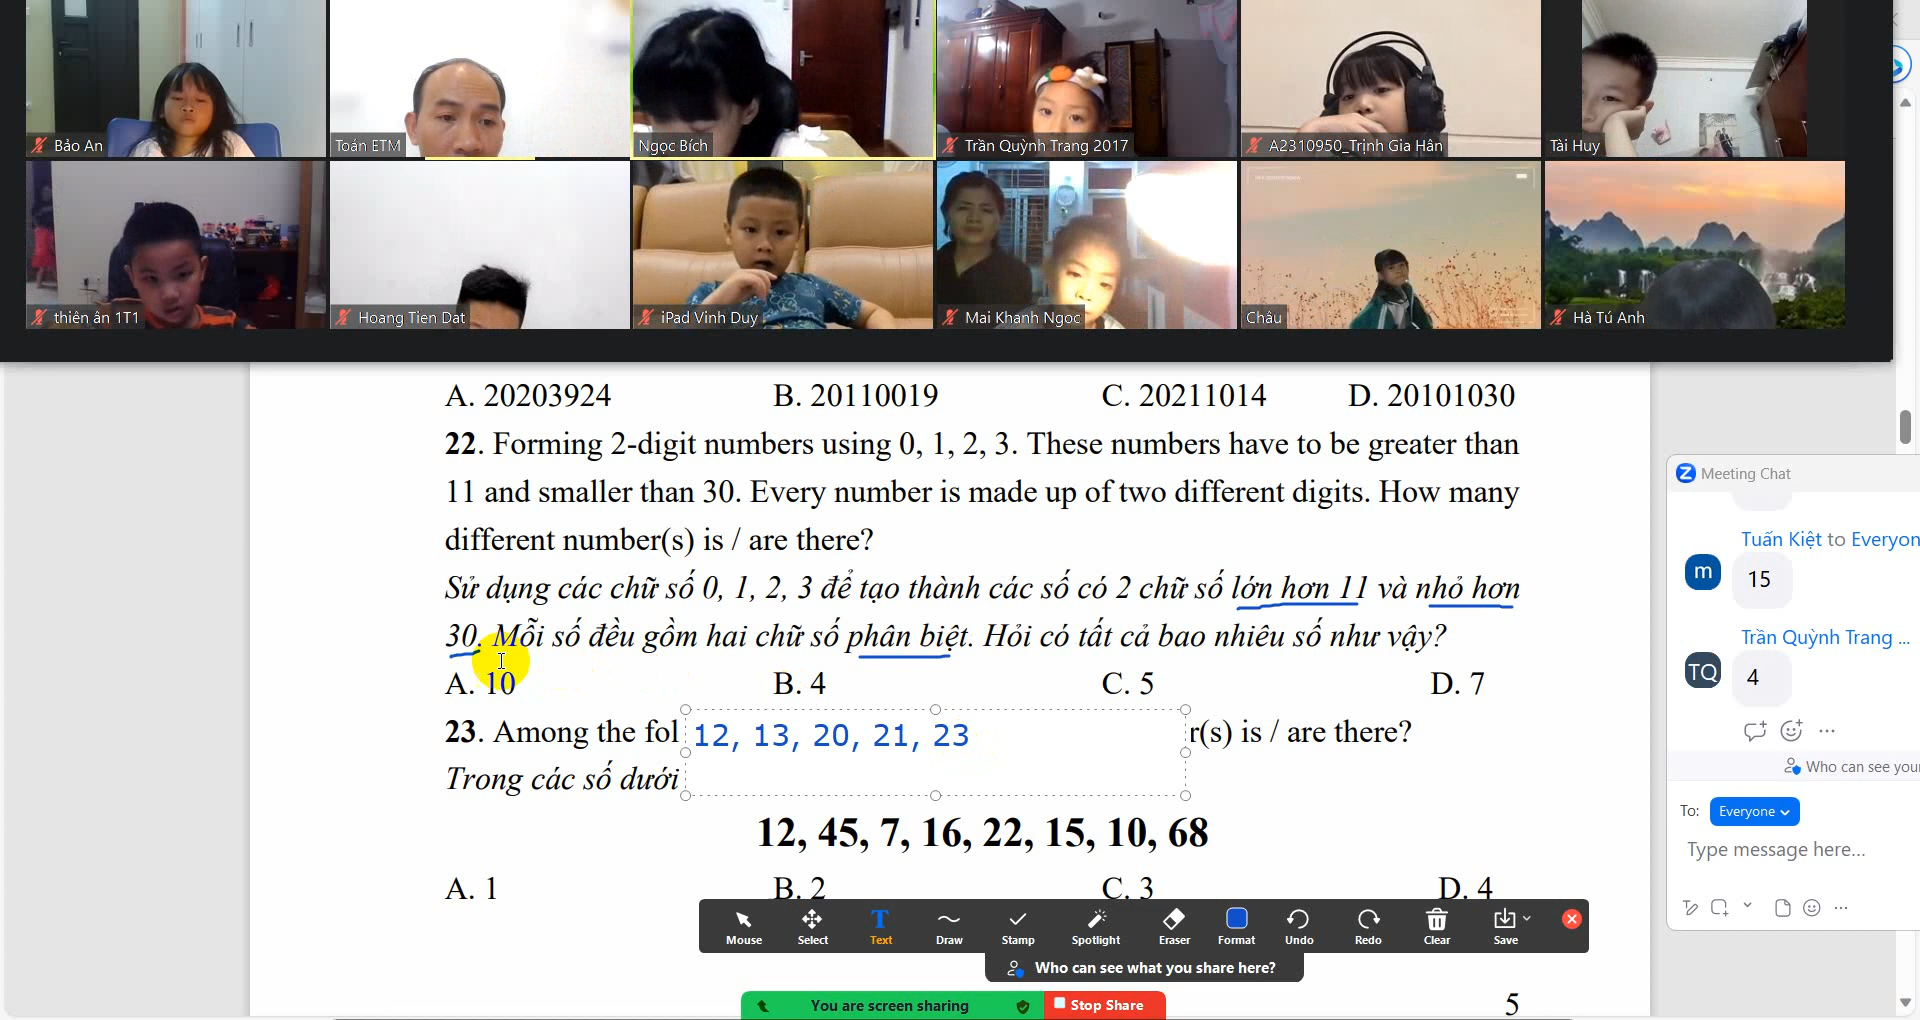 Bảo An
Toán ETM
Ngọc Bích
Trần Quỳnh Trang 2017
A2310950_Trịnh Gia Hân
Tài Huy
thiên ân 1T1
Hoang Tien Dat
iPad Vinh Duy
Mai Khanh Ngoc
Châu
Hà Tú Anh
A. 20203924 B. 20110019 C. 20211014 D. 20101030
22. Forming 2-digit numbers using 0, 1, 2, 3. These numbers have to be greater than
11 and smaller than 30. Every number is made up of two different digits. How many
different number(s) is / are there?
Sử dụng các chữ số 0, 1, 2, 3 để tạo thành các số có 2 chữ số lớn hơn 11 và nhỏ hơn
30. Mỗi số đều gồm hai chữ số phân biệt. Hỏi có tất cả bao nhiêu số như vậy?
A. 10 B. 4 C. 5 D. 7
23. Among the fol r(s) is / are there?
12, 13, 20, 21, 23
Trong các số dưới
12, 45, 7, 16, 22, 15, 10, 68
A. 1 B. 2 C. 3 D. 4
5
Mouse Select Text Draw Stamp Spotlight Eraser Format Undo Redo Clear Save
Who can see what you share here?
You are screen sharing Stop Share
Meeting Chat
Tuấn Kiệt to Everyon
m
15
Trần Quỳnh Trang ...
TQ
4
Who can see your
To: Everyone
Type message here...